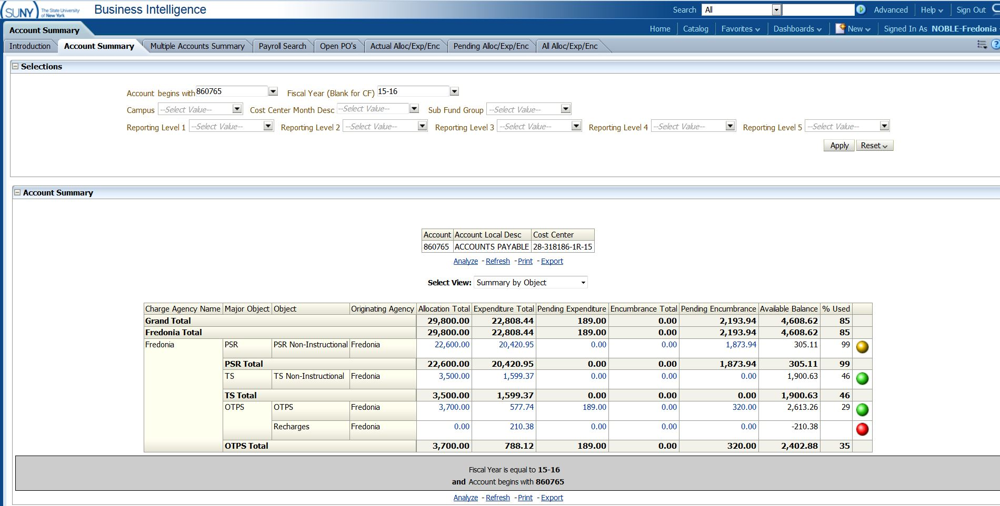 SUNY The State University of New York Business Intelligence Search All Advanced Help Sign Out
Account Summary Home Catalog Favorites Dashboards New Signed In As NOBLE-Fredonia
Introduction Account Summary Multiple Accounts Summary Payroll Search Open PO's Actual Alloc/Exp/Enc Pending Alloc/Exp/Enc All Alloc/Exp/Enc
Selections
Account begins with 860765 Fiscal Year (Blank for CF) 15-16
Campus --Select Value-- Cost Center Month Desc --Select Value-- Sub Fund Group --Select Value--
Reporting Level 1 --Select Value-- Reporting Level 2 --Select Value-- Reporting Level 3 --Select Value-- Reporting Level 4 --Select Value-- Reporting Level 5 --Select Value--
Apply Reset
Account Summary
Account Account Local Desc Cost Center
860765 ACCOUNTS PAYABLE 28-318186-1R-15
Analyze - Refresh - Print - Export
Select View: Summary by Object
Charge Agency Name Major Object Object Originating Agency Allocation Total Expenditure Total Pending Expenditure Encumbrance Total Pending Encumbrance Available Balance % Used
Grand Total 29,800.00 22,808.44 189.00 0.00 2,193.94 4,608.62 85
Fredonia Total 29,800.00 22,808.44 189.00 0.00 2,193.94 4,608.62 85
Fredonia PSR PSR Non-Instructional Fredonia 22,600.00 20,420.95 0.00 0.00 1,873.94 305.11 99
PSR Total 22,600.00 20,420.95 0.00 0.00 1,873.94 305.11 99
TS TS Non-Instructional Fredonia 3,500.00 1,599.37 0.00 0.00 0.00 1,900.63 46
TS Total 3,500.00 1,599.37 0.00 0.00 0.00 1,900.63 46
OTPS OTPS Fredonia 3,700.00 577.74 189.00 0.00 320.00 2,613.26 29
Recharges Fredonia 0.00 210.38 0.00 0.00 0.00 -210.38
OTPS Total 3,700.00 788.12 189.00 0.00 320.00 2,402.88 35
Fiscal Year is equal to 15-16
and Account begins with 860765
Analyze - Refresh - Print - Export